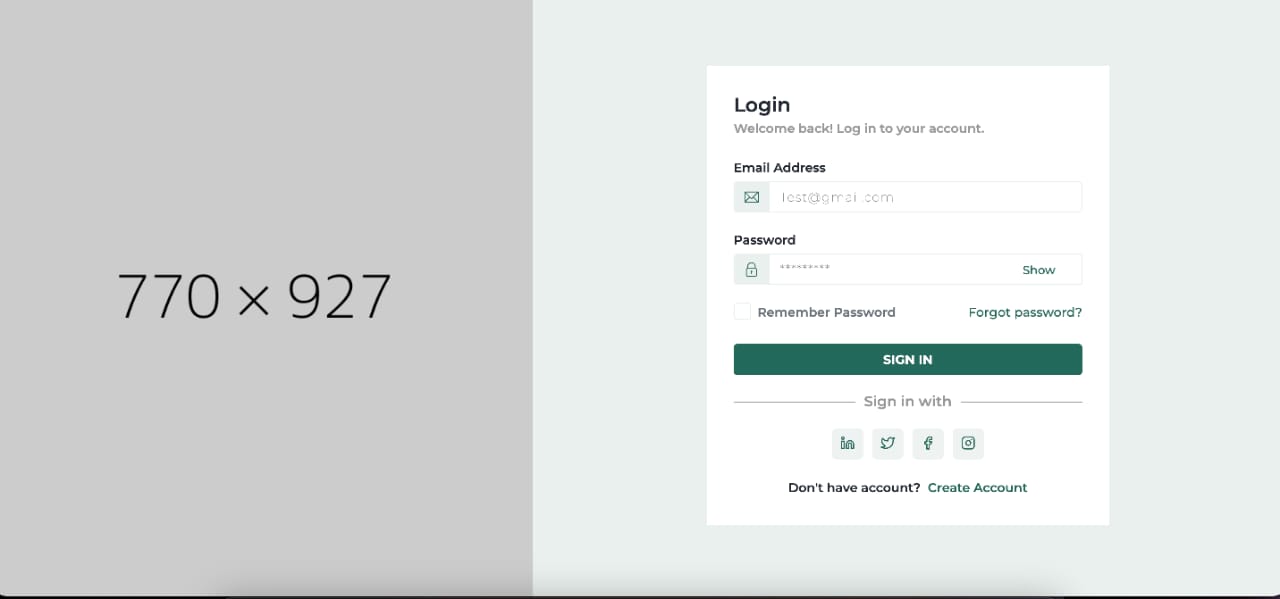 770 × 927
Login
Welcome back! Log in to your account.
Email Address
Test@gmail.com
Password
*********
Show
Remember Password
Forgot password?
SIGN IN
Sign in with
Don't have account? Create Account